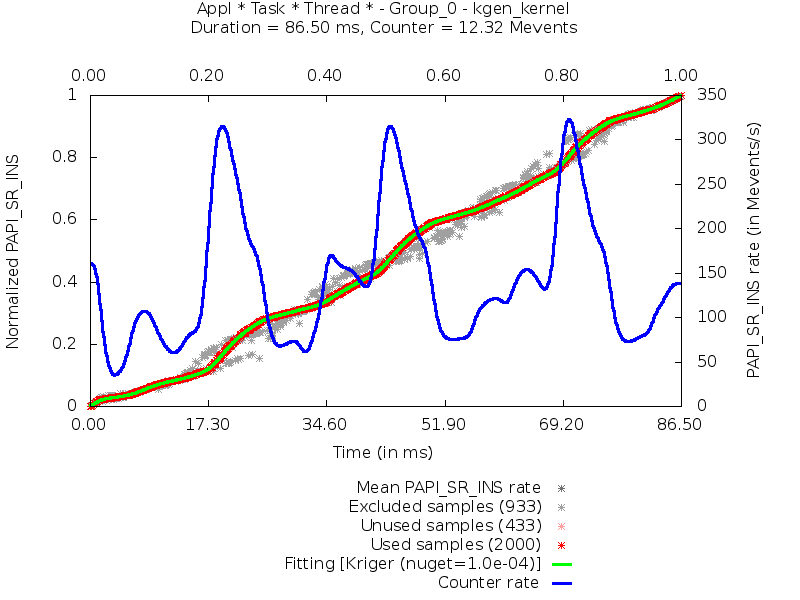 Appl * Task * Thread * - Group_0 - kgen_kernel
Duration = 86.50 ms, Counter = 12.32 Mevents
0.00 0.20 0.40 0.60 0.80 1.00
1 350
300
0.8
250
0.6 200
150
0.4
100
0.2
50
0 0
Normalized PAPI_SR_INS
PAPI_SR_INS rate (in Mevents/s)
0.00 17.30 34.60 51.90 69.20 86.50
Time (in ms)
Mean PAPI_SR_INS rate
Excluded samples (933)
Unused samples (433)
Used samples (2000)
Fitting [Kriger (nuget=1.0e-04)]
Counter rate